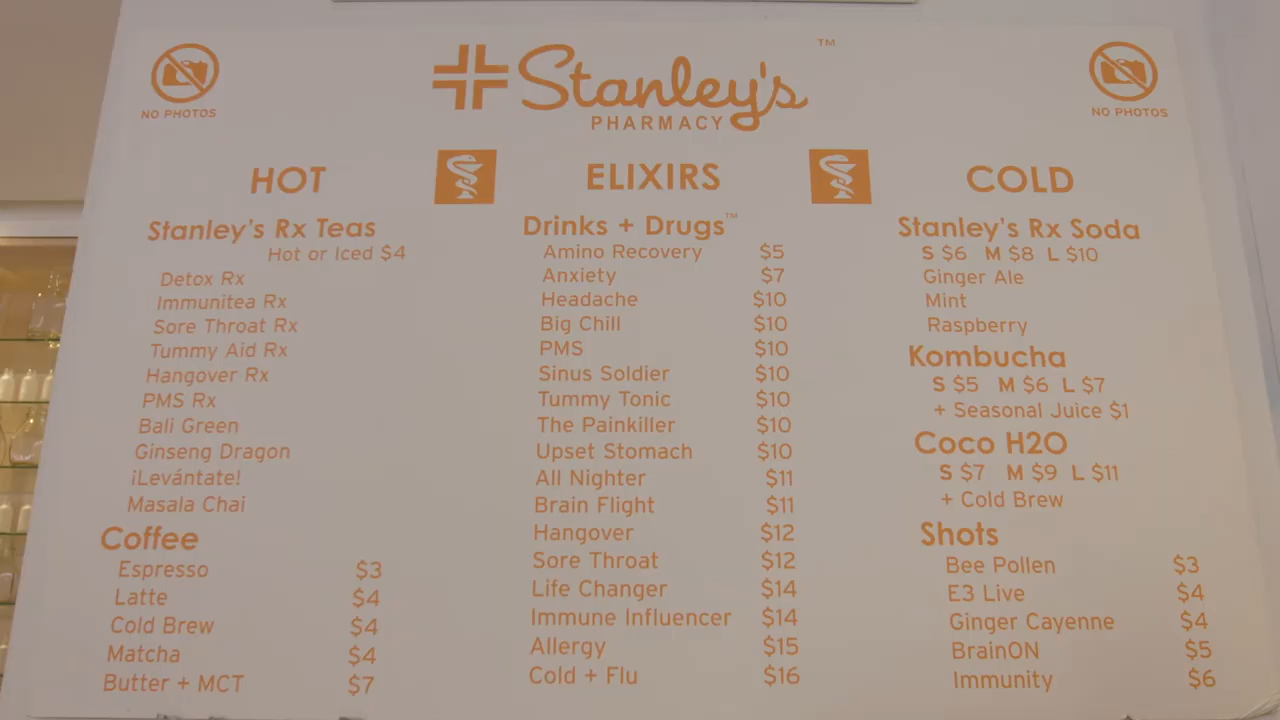 NO PHOTOS
Stanley's ™
PHARMACY
NO PHOTOS
HOT
Stanley's Rx Teas
Hot or Iced $4
Detox Rx
Immunitea Rx
Sore Throat Rx
Tummy Aid Rx
Hangover Rx
PMS Rx
Bali Green
Ginseng Dragon
¡Levántate!
Masala Chai
Coffee
Espresso $3
Latte $4
Cold Brew $4
Matcha $4
Butter + MCT $7
ELIXIRS
Drinks + Drugs™
Amino Recovery $5
Anxiety $7
Headache $10
Big Chill $10
PMS $10
Sinus Soldier $10
Tummy Tonic $10
The Painkiller $10
Upset Stomach $10
All Nighter $11
Brain Flight $11
Hangover $12
Sore Throat $12
Life Changer $14
Immune Influencer $14
Allergy $15
Cold + Flu $16
COLD
Stanley's Rx Soda
S $6 M $8 L $10
Ginger Ale
Mint
Raspberry
Kombucha
S $5 M $6 L $7
+ Seasonal Juice $1
Coco H2O
S $7 M $9 L $11
+ Cold Brew
Shots
Bee Pollen $3
E3 Live $4
Ginger Cayenne $4
BrainON $5
Immunity $6